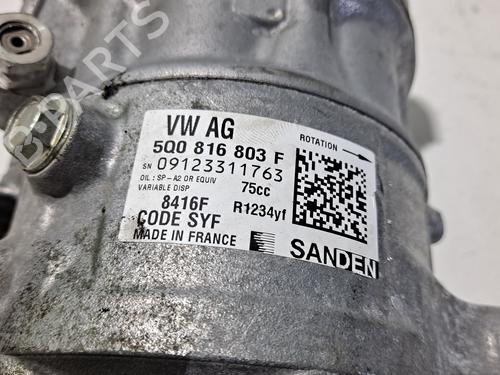 VW AG
5Q0 816 803 F
ROTATION
SN 09123311763
OIL : SP-A2 OR EQUIV 75cc
VARIABLE DISP
8416F R1234yf
CODE SYF
MADE IN FRANCE SANDEN
B-PARTS